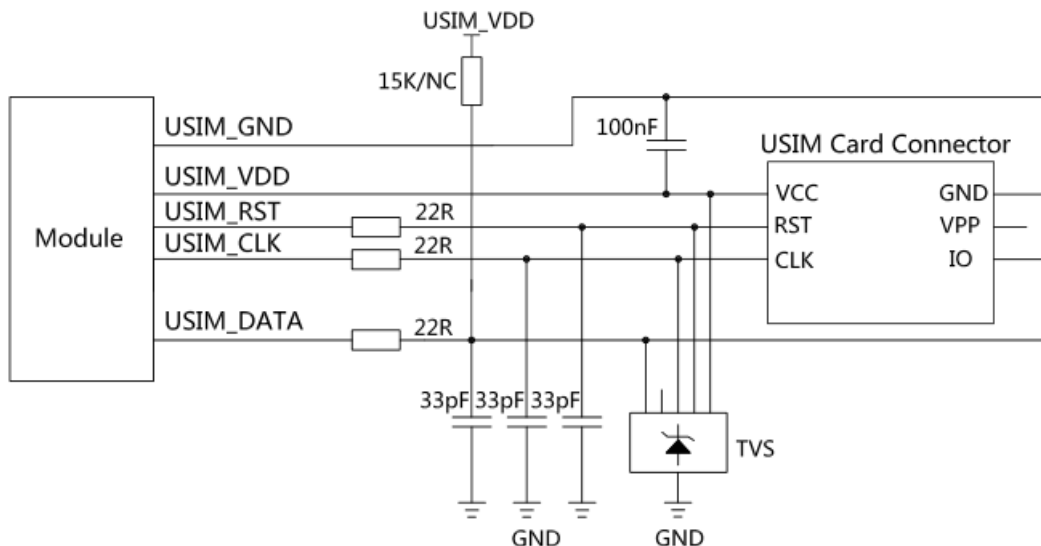 USIM_VDD
15K/NC
USIM_GND
100nF
USIM Card Connector
USIM_VDD
VCC
GND
USIM_RST
22R
RST
VPP
Module
USIM_CLK
22R
CLK
IO
USIM_DATA
22R
33pF 33pF 33pF
TVS
GND
GND